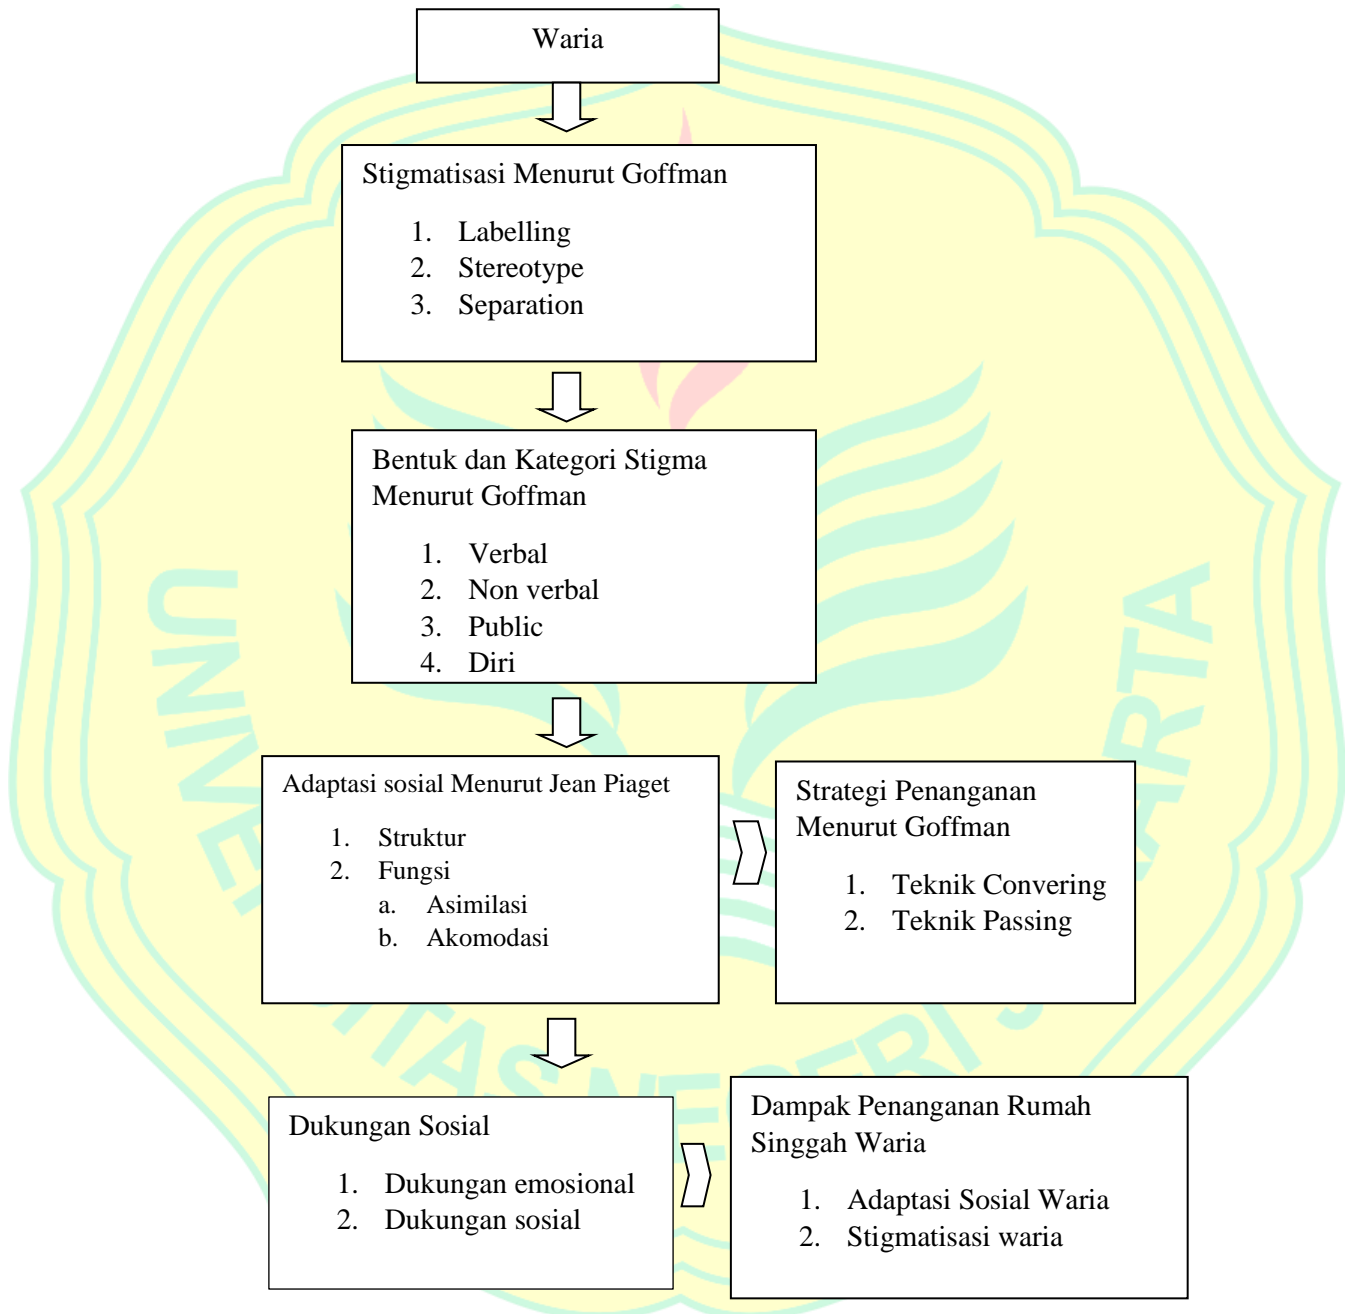 Waria
Stigmatisasi Menurut Goffman
1. Labelling
2. Stereotype
3. Separation
Bentuk dan Kategori Stigma
Menurut Goffman
1. Verbal
2. Non verbal
3. Public
4. Diri
Adaptasi sosial Menurut Jean Piaget
1. Struktur
2. Fungsi
a. Asimilasi
b. Akomodasi
Strategi Penanganan
Menurut Goffman
1. Teknik Convering
2. Teknik Passing
Dukungan Sosial
1. Dukungan emosional
2. Dukungan sosial
Dampak Penanganan Rumah
Singgah Waria
1. Adaptasi Sosial Waria
2. Stigmatisasi waria